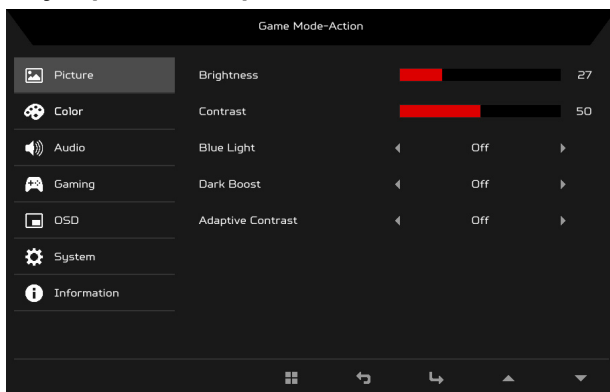 Game Mode-Action
Picture
Brightness 27
Color
Contrast 50
Audio
Blue Light Off
Gaming
Dark Boost Off
OSD
Adaptive Contrast Off
System
Information